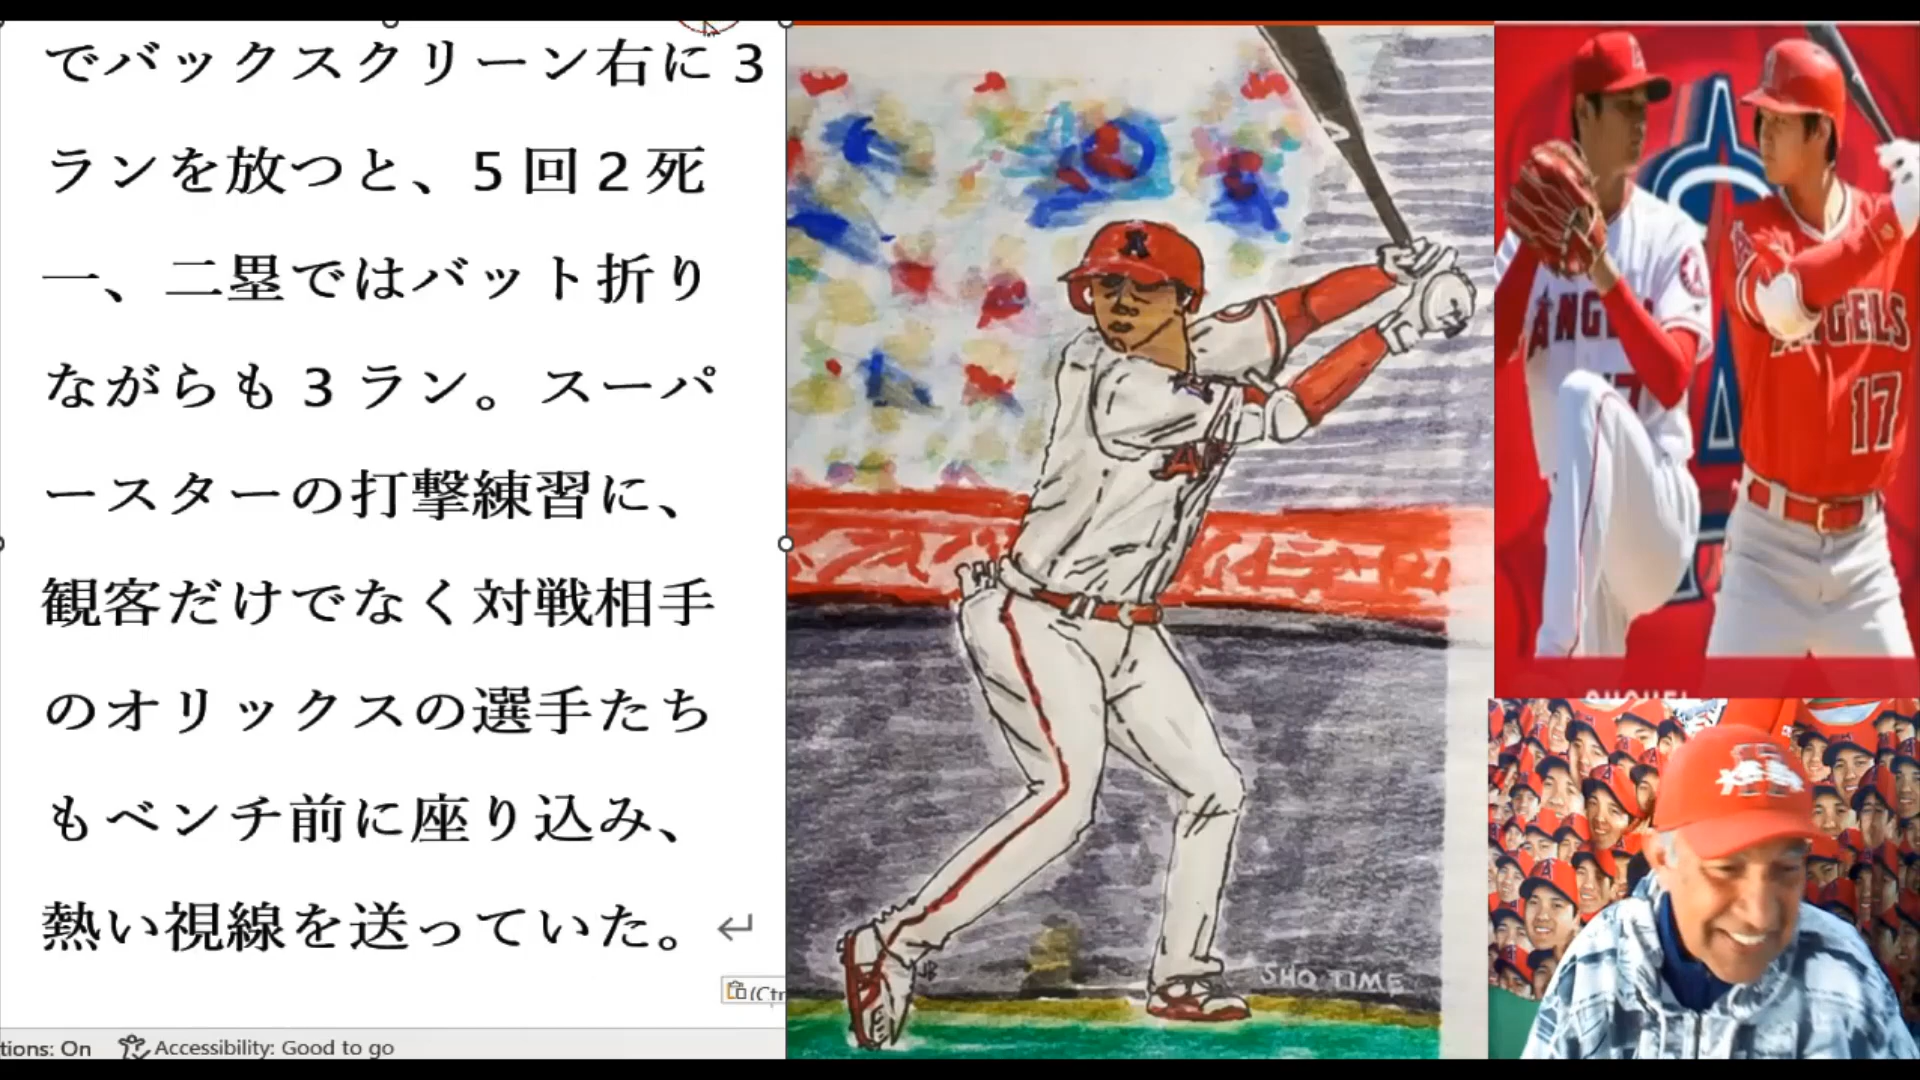 でバックスクリーン右に3
ランを放つと、5回2死
一、二塁ではバット折り
ながらも3ラン。スーパ
ースターの打撃練習に、
観客だけでなく対戦相手
のオリックスの選手たち
もベンチ前に座り込み、
熱い視線を送っていた。
(Ctr
tions: On Accessibility: Good to go
SHO TIME
JB
ANGELS
17